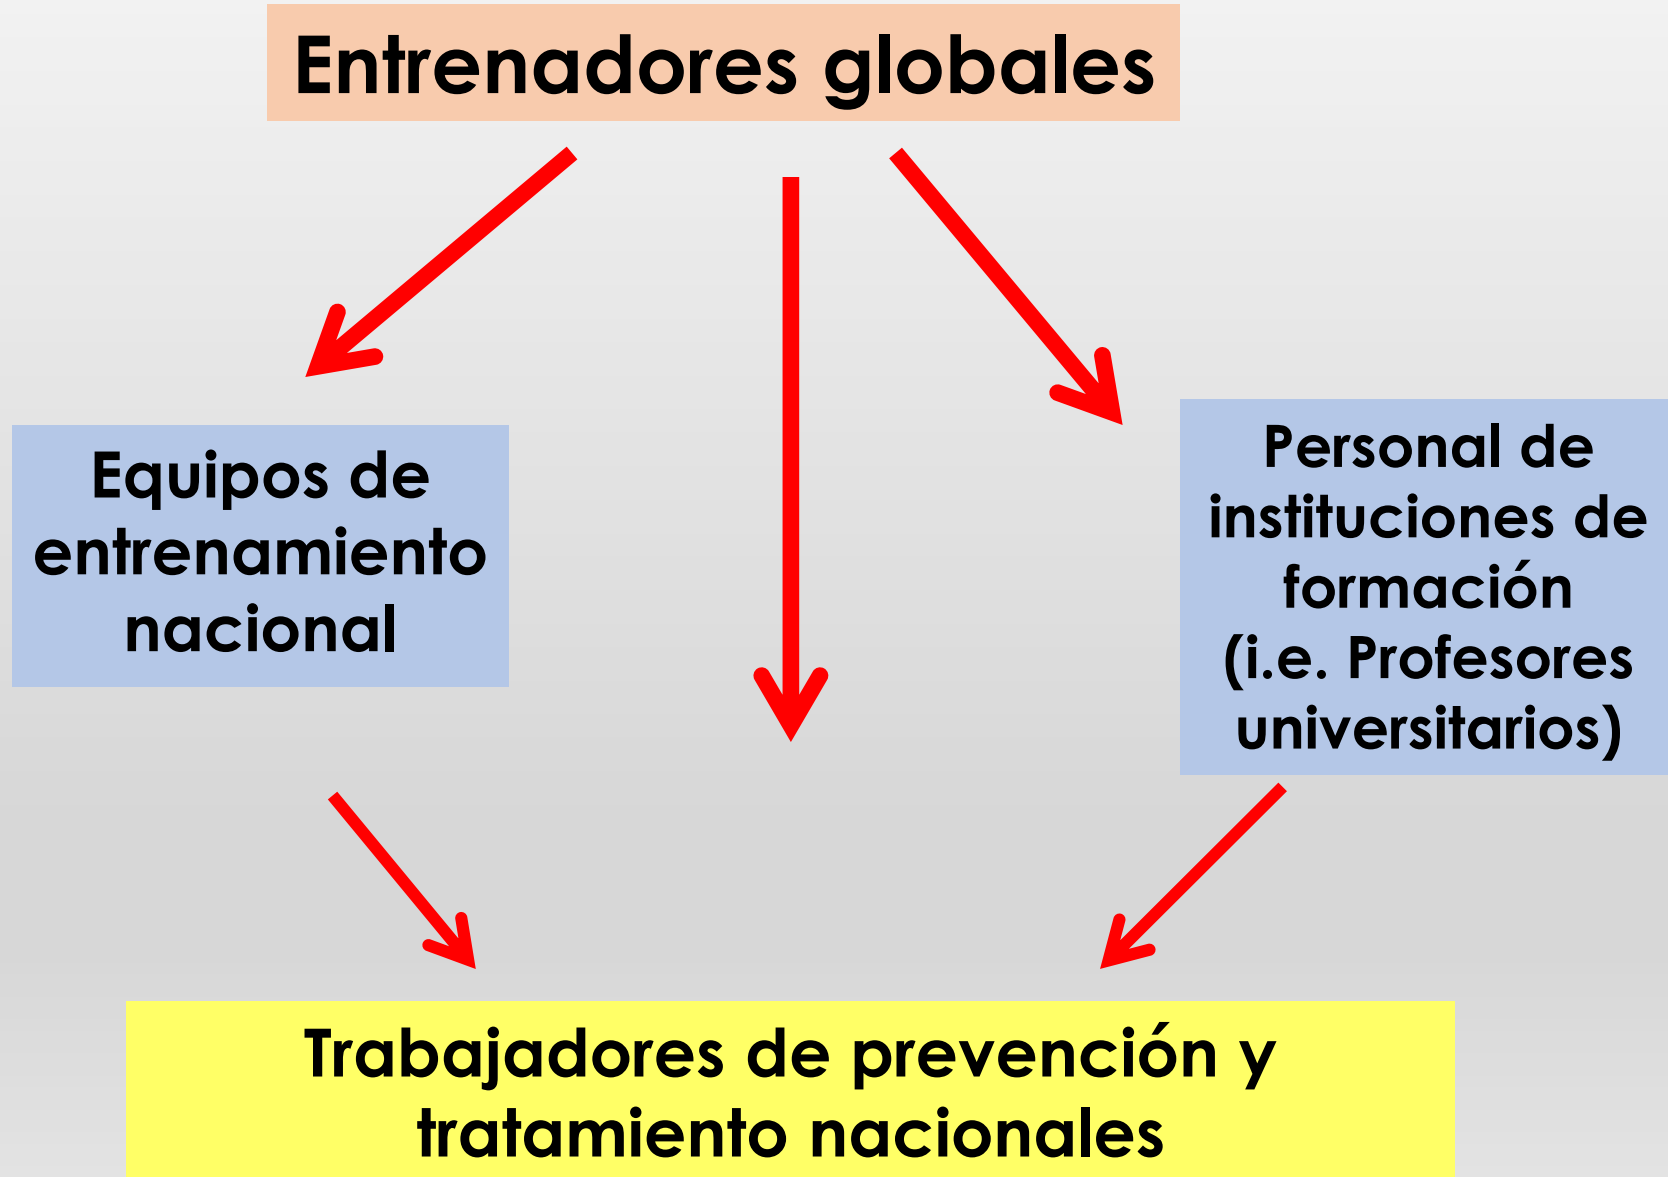 Entrenadores globales
Equipos de
entrenamiento
nacional
Personal de
instituciones de
formación
(i.e. Profesores
universitarios)
Trabajadores de prevención y
tratamiento nacionales